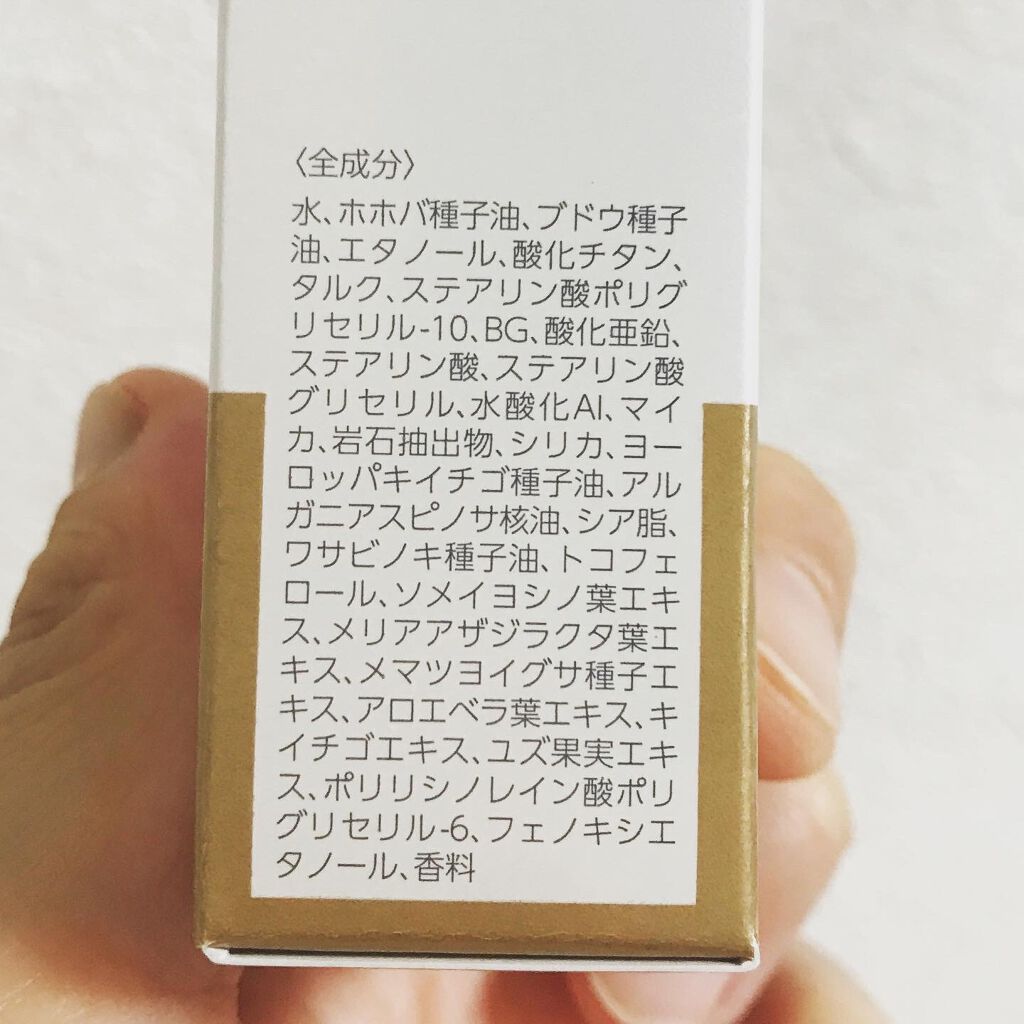 〈全成分〉
水、ホホバ種子油、ブドウ種子
油、エタノール、酸化チタン、
タルク、ステアリン酸ポリグ
リセリル-10、BG、酸化亜鉛、
ステアリン酸、ステアリン酸
グリセリル、水酸化Al、マイ
カ、岩石抽出物、シリカ、ヨー
ロッパキイチゴ種子油、アル
ガニアスピノサ核油、シア脂、
ワサビノキ種子油、トコフェ
ロール、ソメイヨシノ葉エキ
ス、メリアアザジラクタ葉エ
キス、メマツヨイグサ種子エ
キス、アロエベラ葉エキス、キ
イチゴエキス、ユズ果実エキ
ス、ポリリシノレイン酸ポリ
グリセリル-6、フェノキシエ
タノール、香料